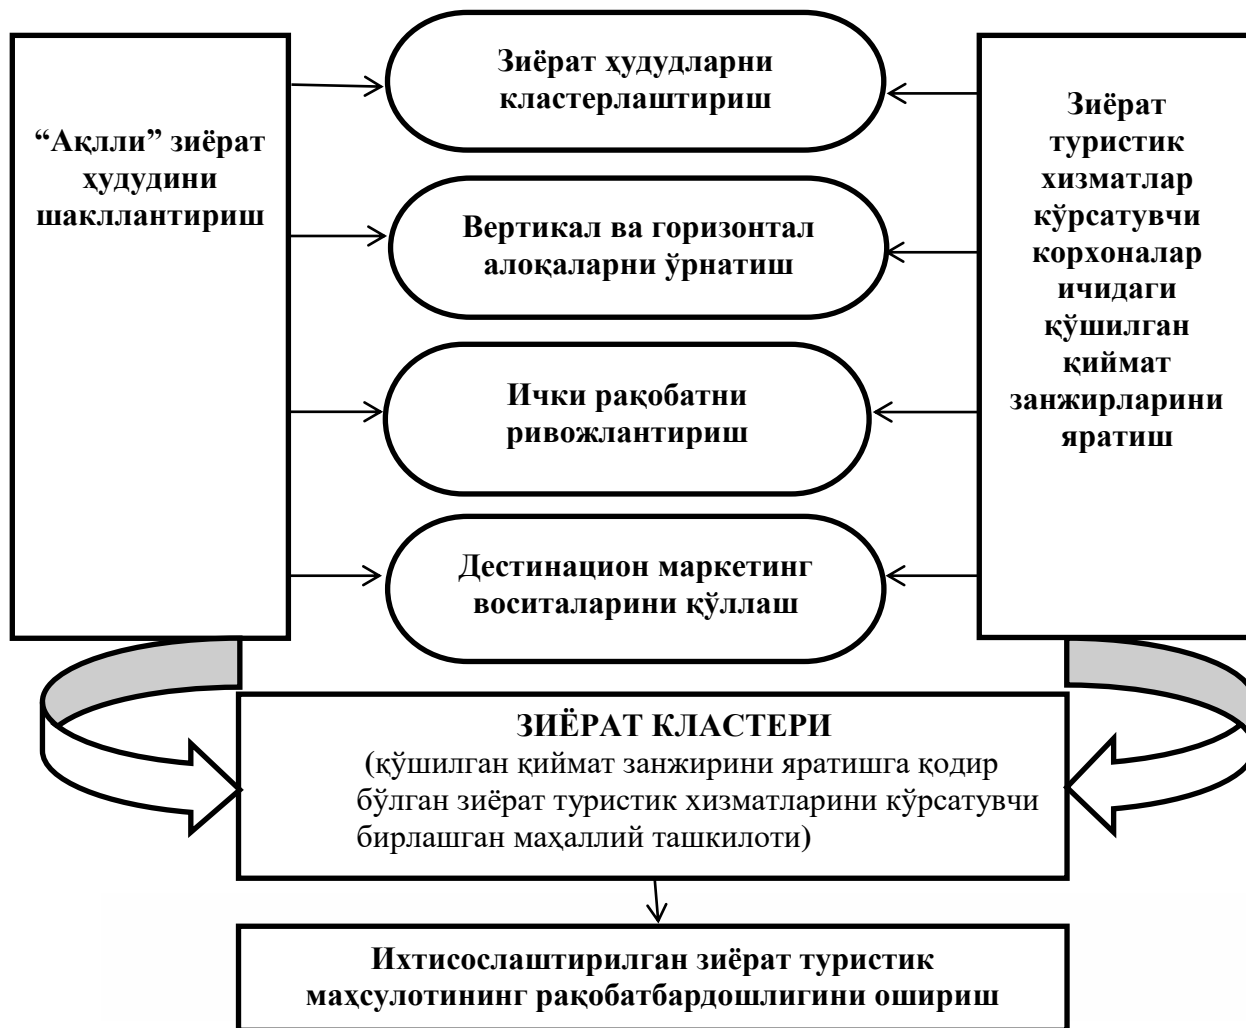 “Ақлли” зиёрат
ҳудудини
шакллантириш
Зиёрат ҳудудларни
кластерлаштириш
Вертикал ва горизонтал
алоқаларни ўрнатиш
Ички рақобатни
ривожлантириш
Дестинацион маркетинг
воситаларини қўллаш
Зиёрат
туристик
хизматлар
кўрсатувчи
корхоналар
ичидаги
қўшилган
қиймат
занжирларини
яратиш
ЗИЁРАТ КЛАСТЕРИ
(қўшилган қиймат занжирини яратишга қодир
бўлган зиёрат туристик хизматларини кўрсатувчи
бирлашган маҳаллий ташкилоти)
Ихтисослаштирилган зиёрат туристик
маҳсулотининг рақобатбардошлигини ошириш